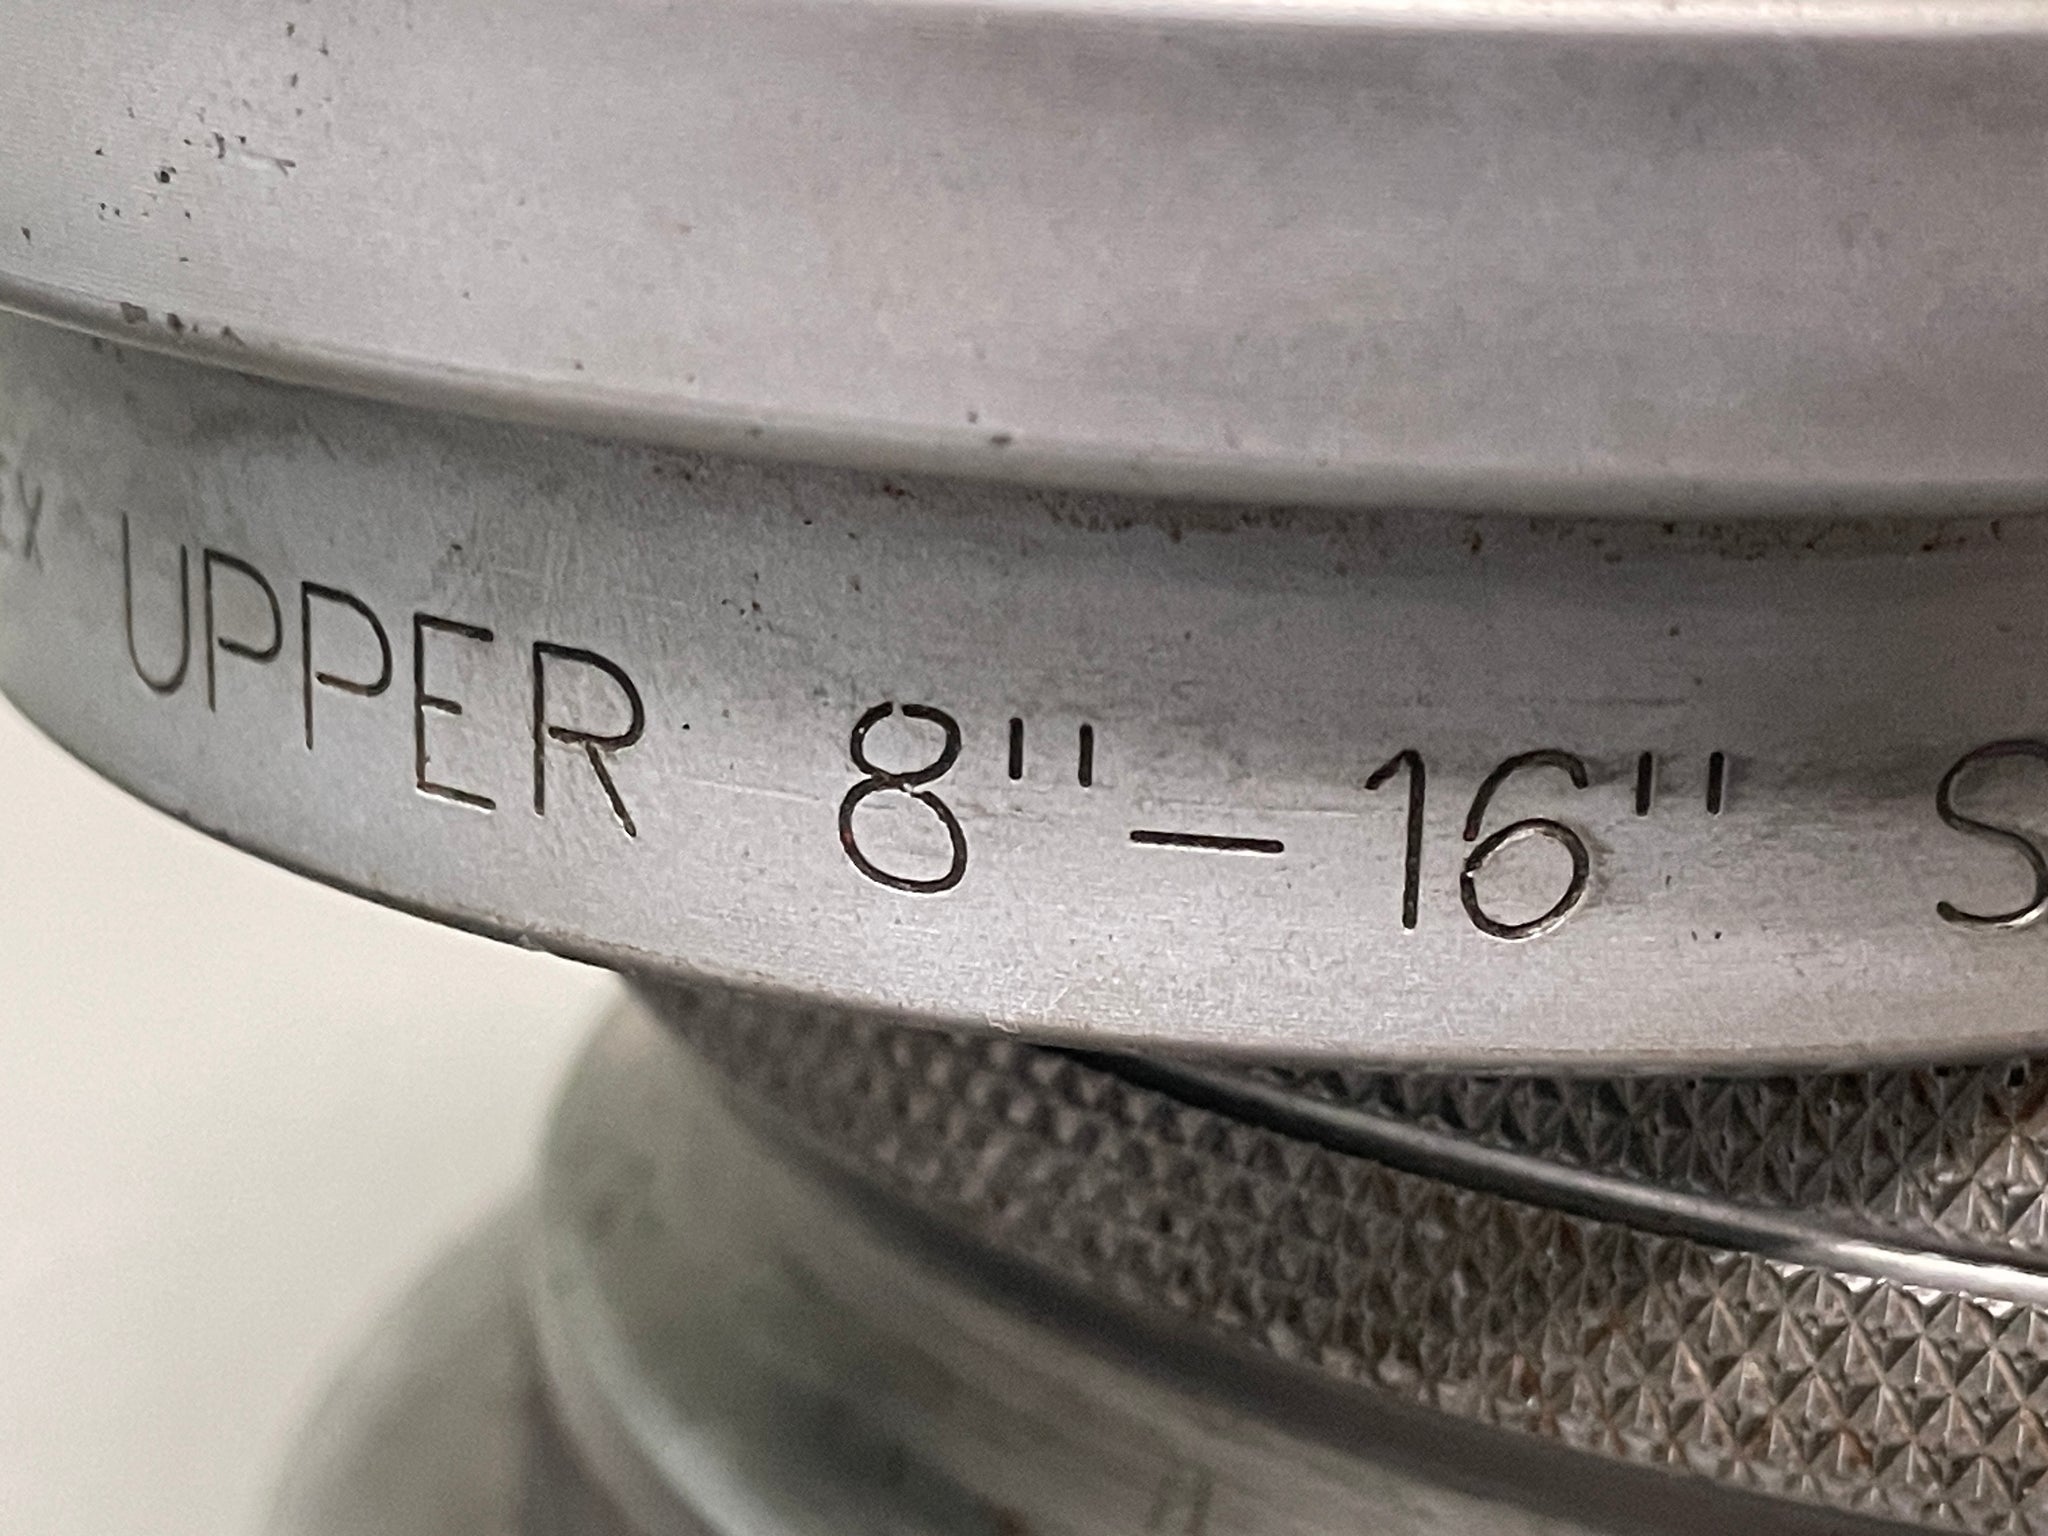 UPPER 8"–16" S